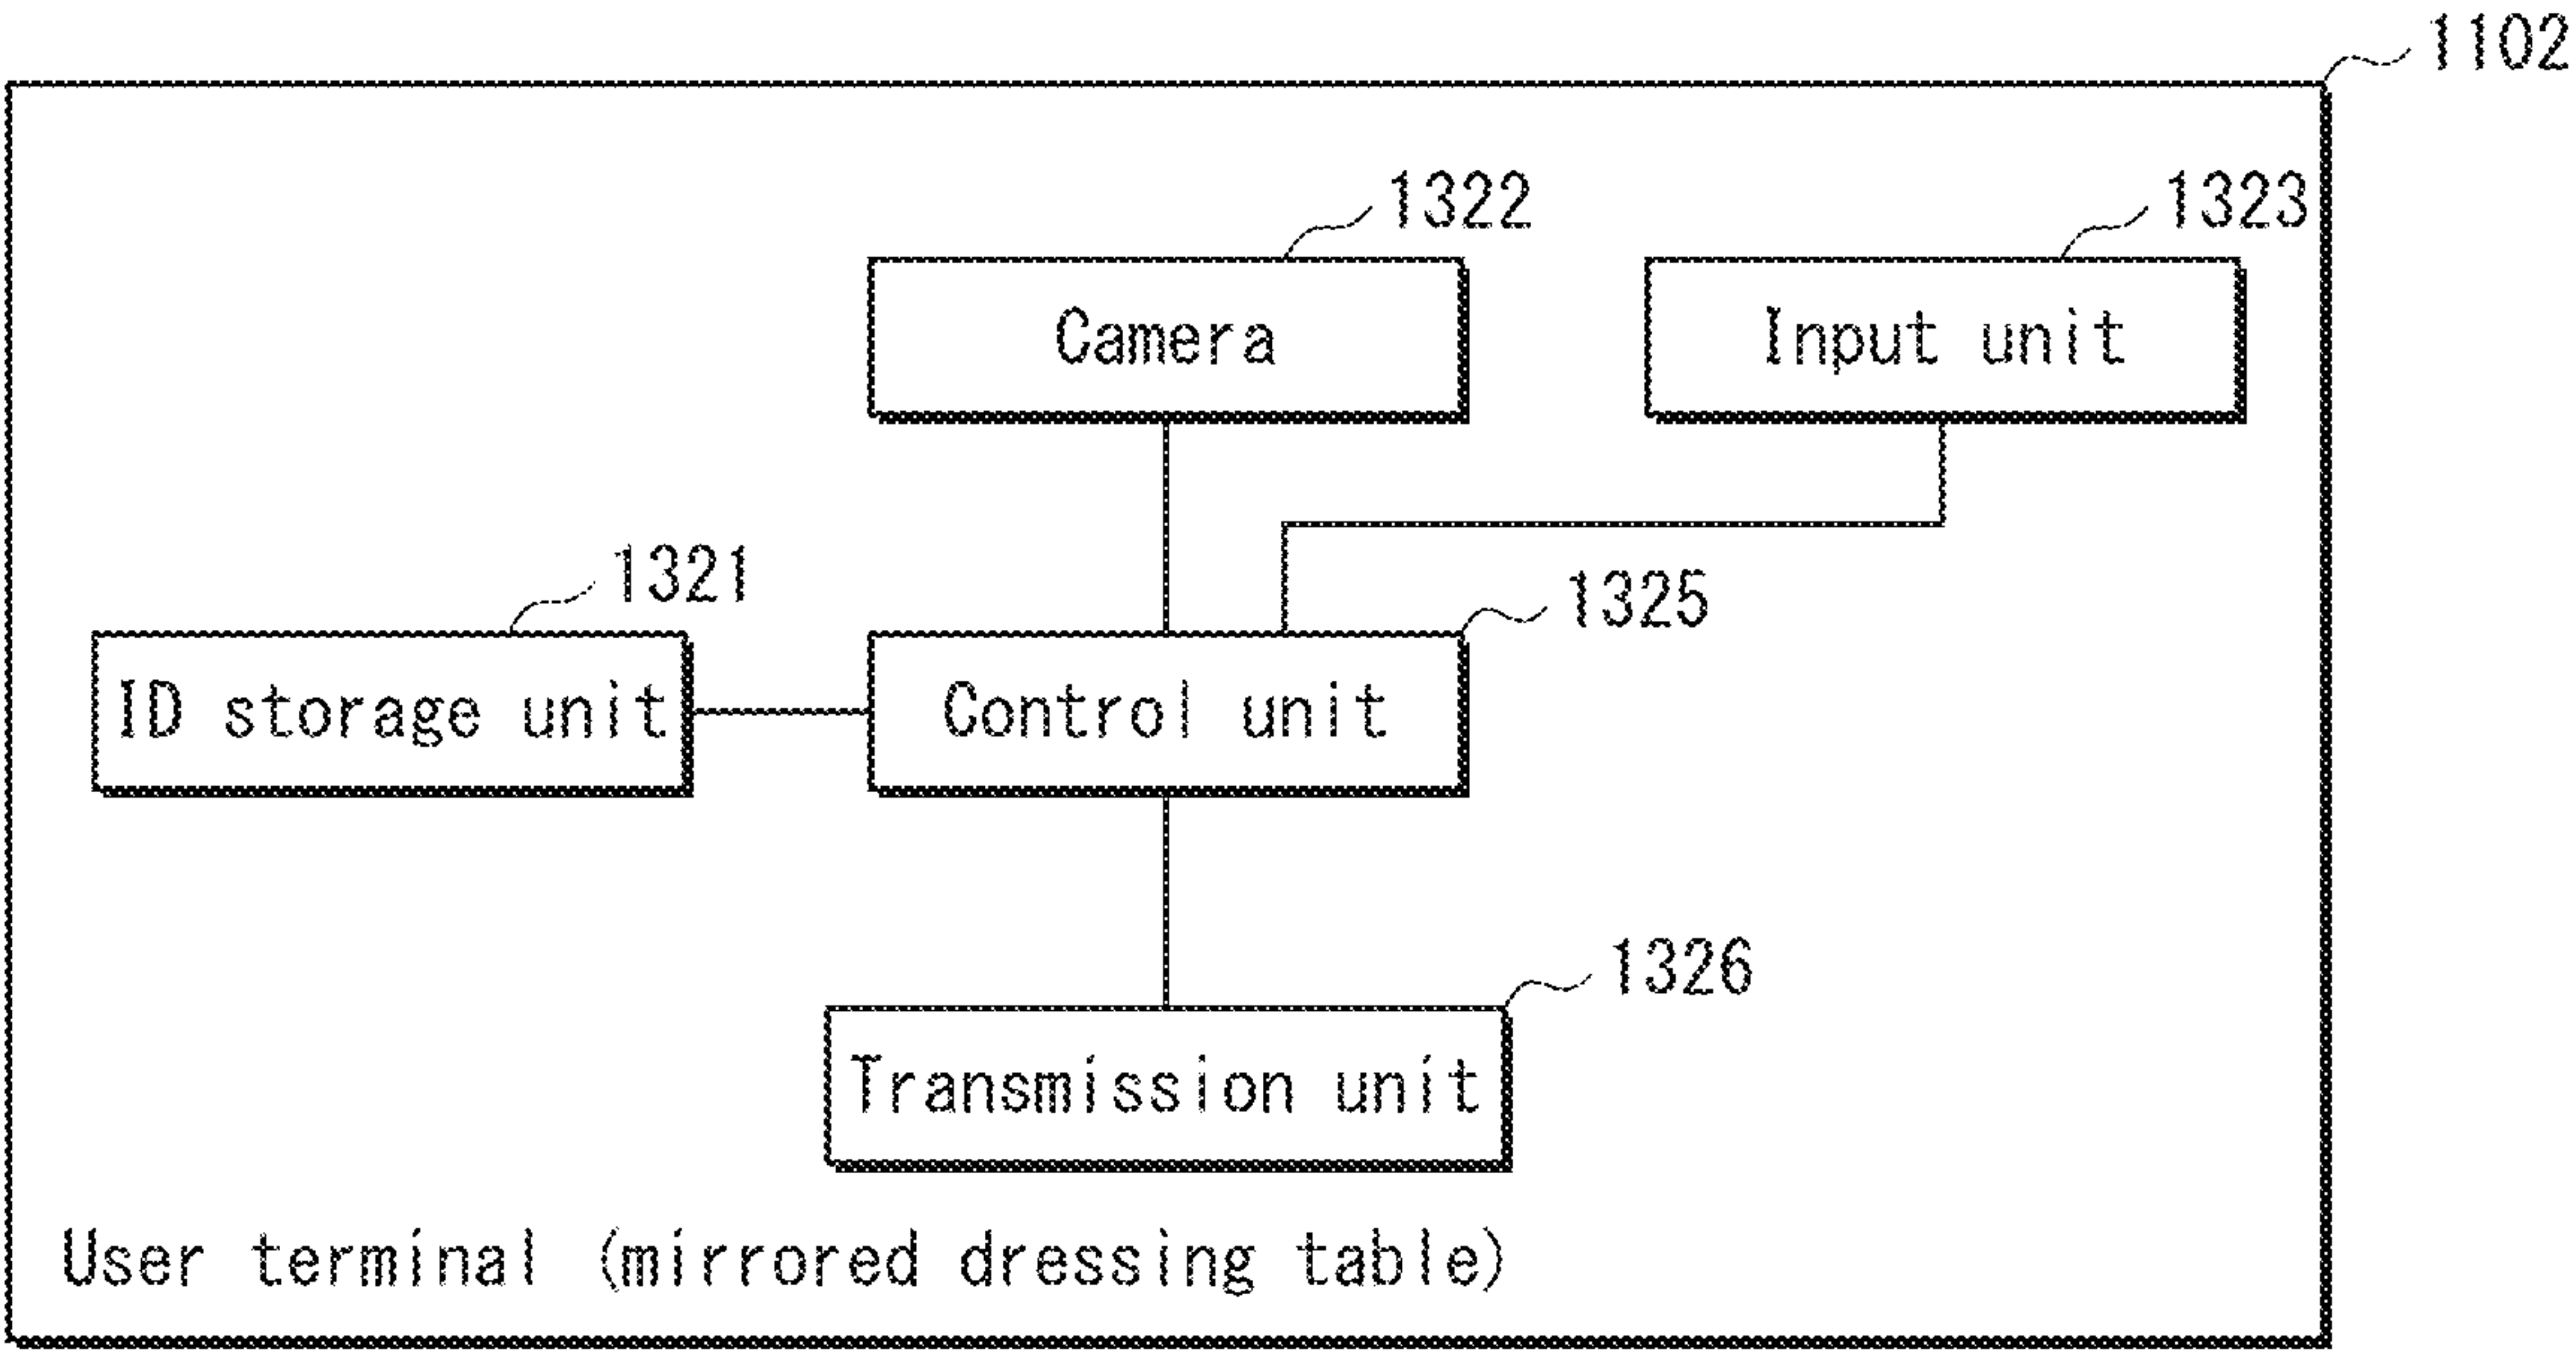 1102
1322
1323
Camera
Input unit
1321
1325
ID storage unit
Control unit
1326
Transmission unit
User terminal (mirrored dressing table)